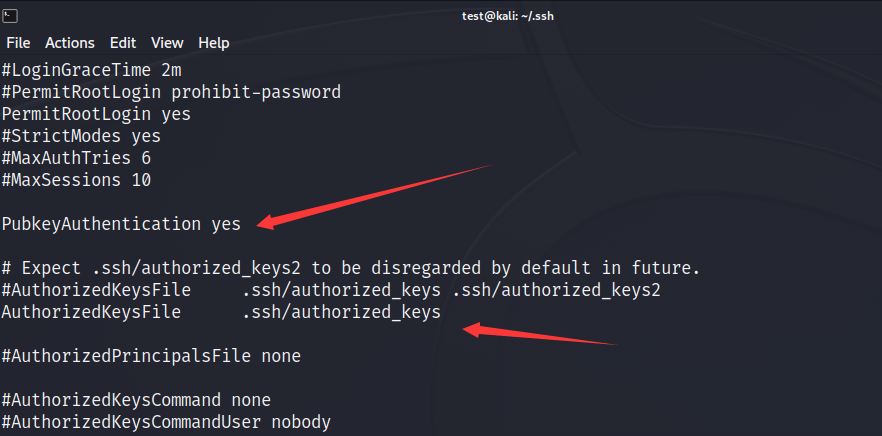 test@kali: ~/.ssh
File Actions Edit View Help
#LoginGraceTime 2m
#PermitRootLogin prohibit-password
PermitRootLogin yes
#StrictModes yes
#MaxAuthTries 6
#MaxSessions 10
PubkeyAuthentication yes
# Expect .ssh/authorized_keys2 to be disregarded by default in future.
#AuthorizedKeysFile .ssh/authorized_keys .ssh/authorized_keys2
AuthorizedKeysFile .ssh/authorized_keys
#AuthorizedPrincipalsFile none
#AuthorizedKeysCommand none
#AuthorizedKeysCommandUser nobody